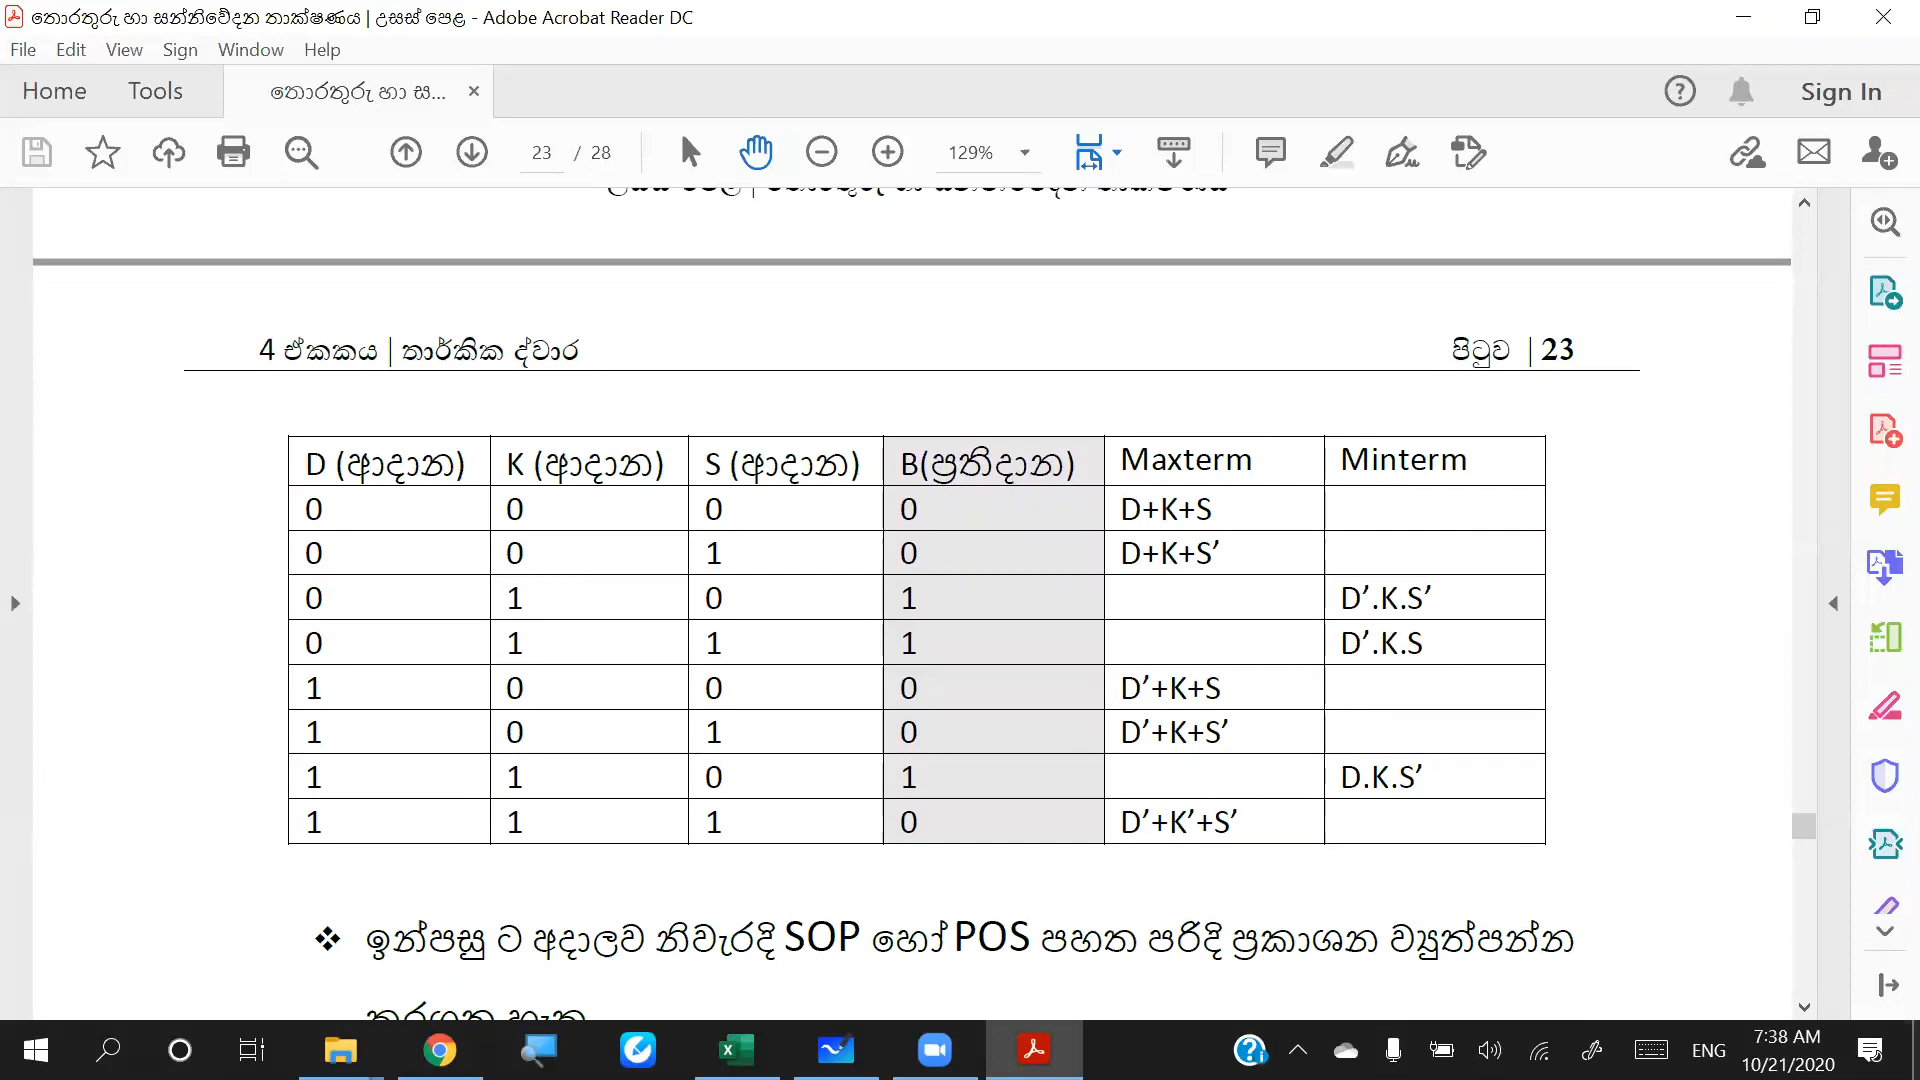 තොරතුරු හා සන්නිවේදන තාක්ෂණය | උසස් පෙළ - Adobe Acrobat Reader DC
File Edit View Sign Window Help
Home Tools තොරතුරු හා ස... × Sign In
23 / 28 129%
4 ඒකකය | තාර්කික ද්වාර පිටුව | 23
D (ආදාන) K (ආදාන) S (ආදාන) B(ප්‍රතිදාන) Maxterm Minterm
0 0 0 0 D+K+S
0 0 1 0 D+K+S’
0 1 0 1 D’.K.S’
0 1 1 1 D’.K.S
1 0 0 0 D’+K+S
1 0 1 0 D’+K+S’
1 1 0 1 D.K.S’
1 1 1 0 D’+K’+S’
❖ ඉන්පසු ට අදාලව නිවැරදි SOP හෝ POS පහත පරිදි ප්‍රකාශන ව්‍යුත්පන්න
ENG
7:38 AM
10/21/2020